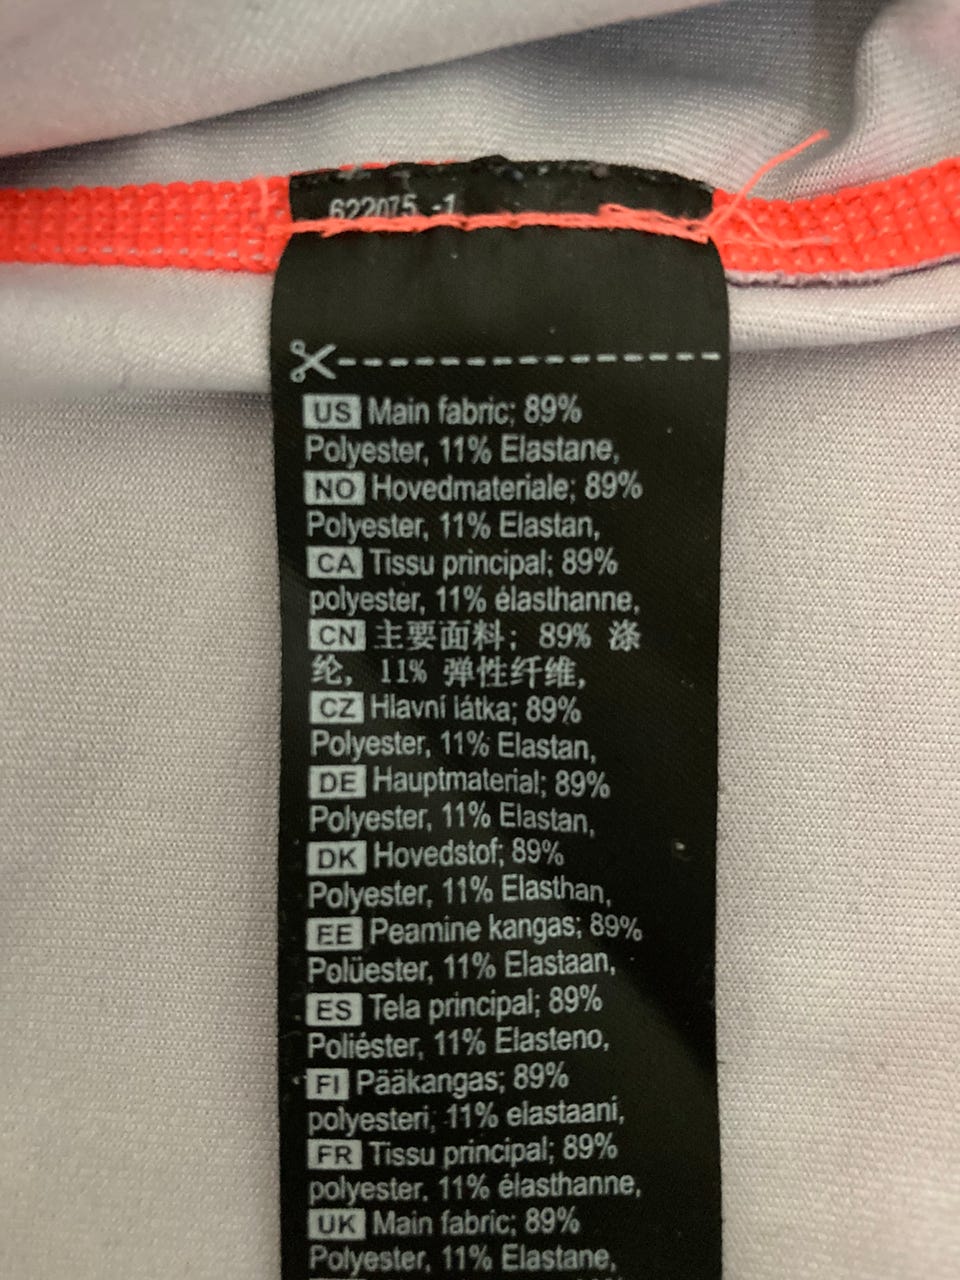 622075 -1
US Main fabric; 89%
Polyester, 11% Elastane,
NO Hovedmateriale; 89%
Polyester, 11% Elastan,
CA Tissu principal; 89%
polyester, 11% élasthanne,
CN 主要面料; 89% 涤
纶, 11% 弹性纤维,
CZ Hlavní látka; 89%
Polyester, 11% Elastan,
DE Hauptmaterial; 89%
Polyester, 11% Elastan,
DK Hovedstof; 89%
Polyester, 11% Elasthan,
EE Peamine kangas; 89%
Polüester, 11% Elastaan,
ES Tela principal; 89%
Poliéster, 11% Elasteno,
FI Pääkangas; 89%
polyesteri; 11% elastaani,
FR Tissu principal; 89%
polyester, 11% élasthanne,
UK Main fabric; 89%
Polyester, 11% Elastane,